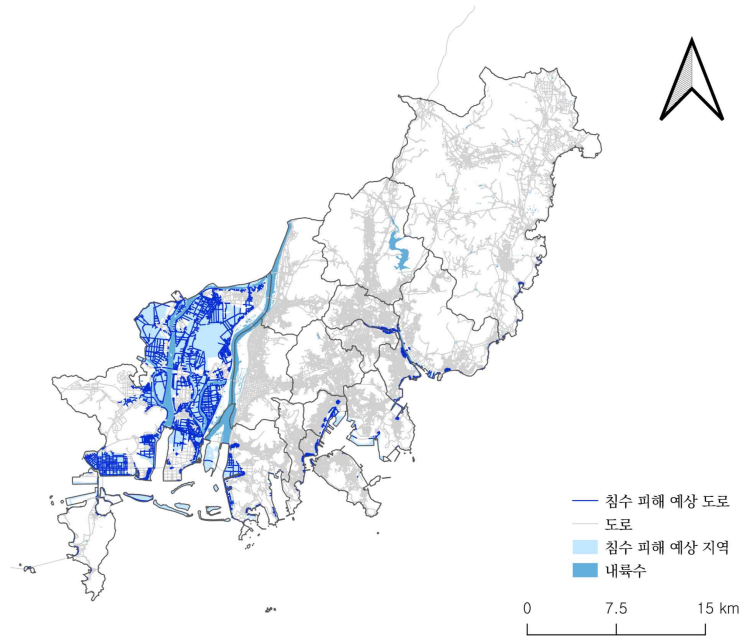 침수 피해 예상 도로
도로
침수 피해 예상 지역
내륙수
0 7.5 15 km